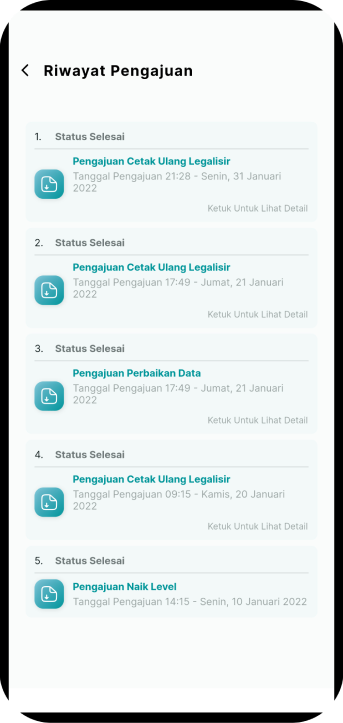 Riwayat Pengajuan
1. Status Selesai
Pengajuan Cetak Ulang Legalisir
Tanggal Pengajuan 21:28 - Senin, 31 Januari
2022
Ketuk Untuk Lihat Detail
2. Status Selesai
Pengajuan Cetak Ulang Legalisir
Tanggal Pengajuan 17:49 - Jumat, 21 Januari
2022
Ketuk Untuk Lihat Detail
3. Status Selesai
Pengajuan Perbaikan Data
Tanggal Pengajuan 17:49 - Jumat, 21 Januari
2022
Ketuk Untuk Lihat Detail
4. Status Selesai
Pengajuan Cetak Ulang Legalisir
Tanggal Pengajuan 09:15 - Kamis, 20 Januari
2022
Ketuk Untuk Lihat Detail
5. Status Selesai
Pengajuan Naik Level
Tanggal Pengajuan 14:15 - Senin, 10 Januari 2022